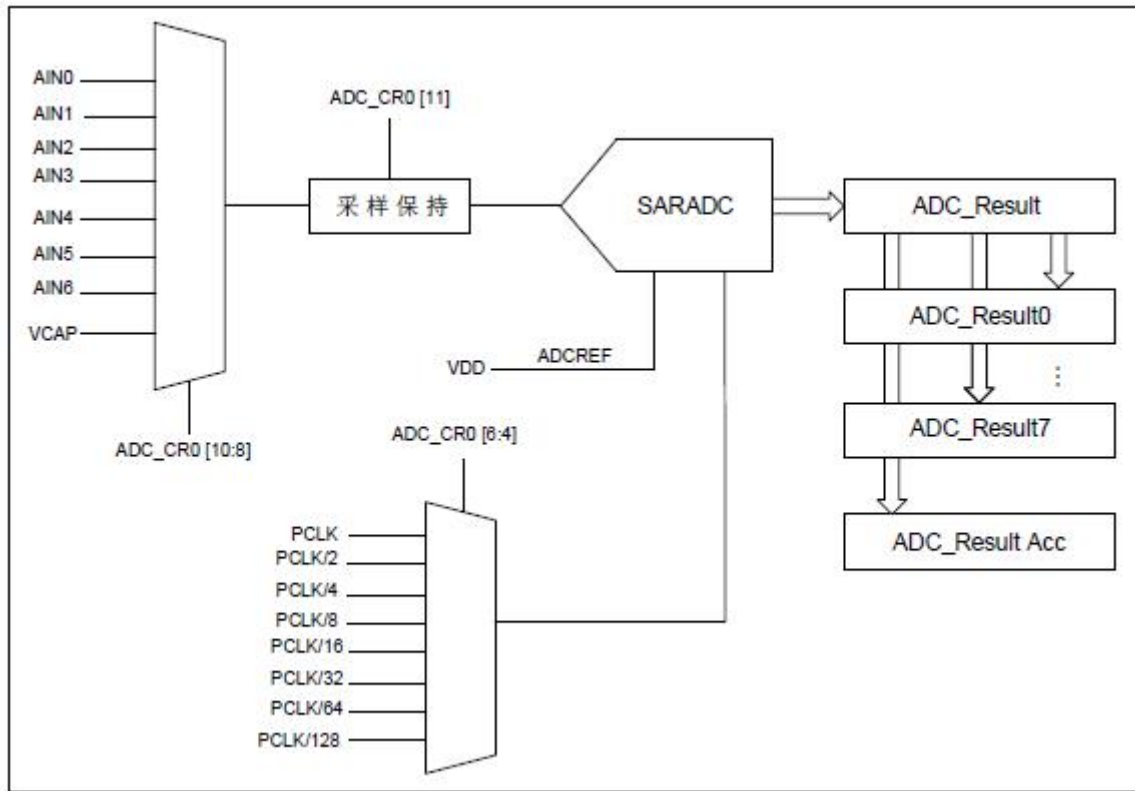 AIN0
AIN1
AIN2
AIN3
AIN4
AIN5
AIN6
VCAP
ADC_CR0 [10:8]
ADC_CR0 [11]
采样保持
SARADC
VDD
ADCREF
ADC_CR0 [6:4]
PCLK
PCLK/2
PCLK/4
PCLK/8
PCLK/16
PCLK/32
PCLK/64
PCLK/128
ADC_Result
ADC_Result0
⋮
ADC_Result7
ADC_Result Acc